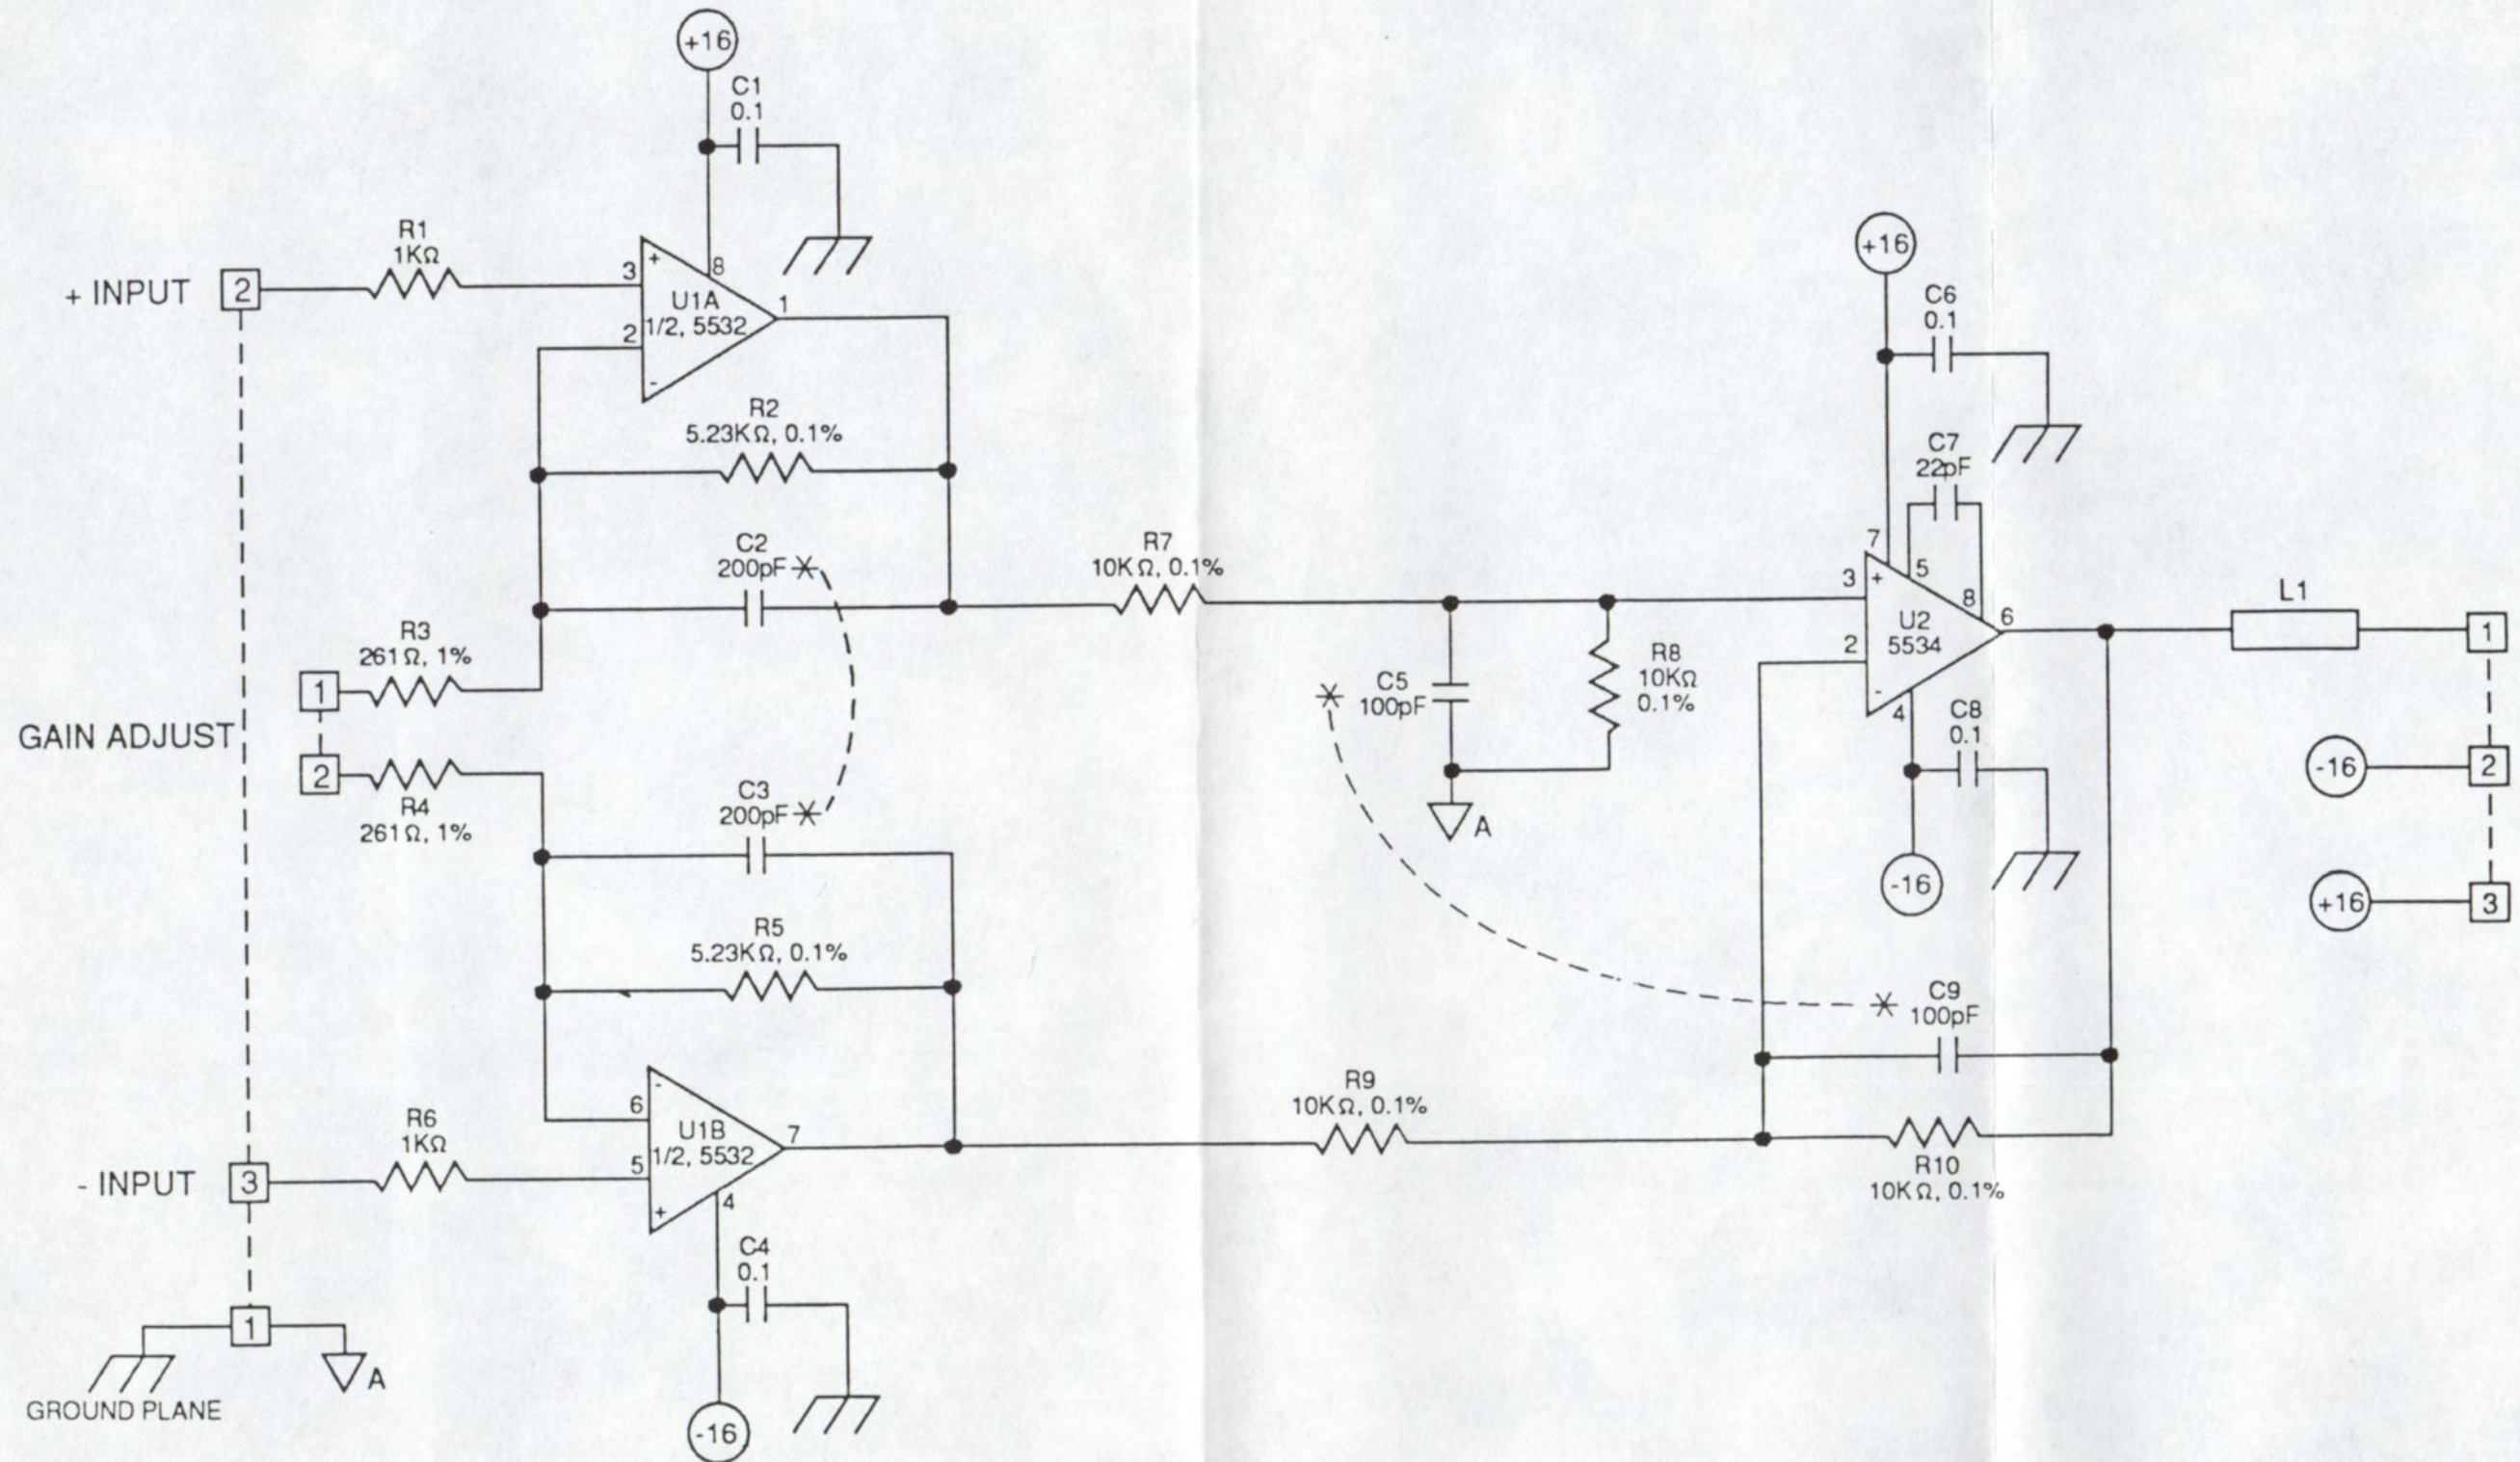 +16
C1
0.1
R1
1KΩ
+ INPUT
2
3
+
8
U1A
1/2, 5532
1
2
-
R2
5.23KΩ, 0.1%
C2
200pF*
R3
261Ω, 1%
1
GAIN ADJUST
2
R4
261Ω, 1%
C3
200pF*
R5
5.23KΩ, 0.1%
R6
1KΩ
- INPUT
3
6
-
U1B
1/2, 5532
7
5
+
4
C4
0.1
-16
1
A
GROUND PLANE
R7
10KΩ, 0.1%
* C5
100pF
R8
10KΩ
0.1%
A
R9
10KΩ, 0.1%
+16
C6
0.1
C7
22pF
7
5
3
+
8
U2
5534
6
2
-
4
C8
0.1
-16
* C9
100pF
R10
10KΩ, 0.1%
L1
1
-16
2
+16
3